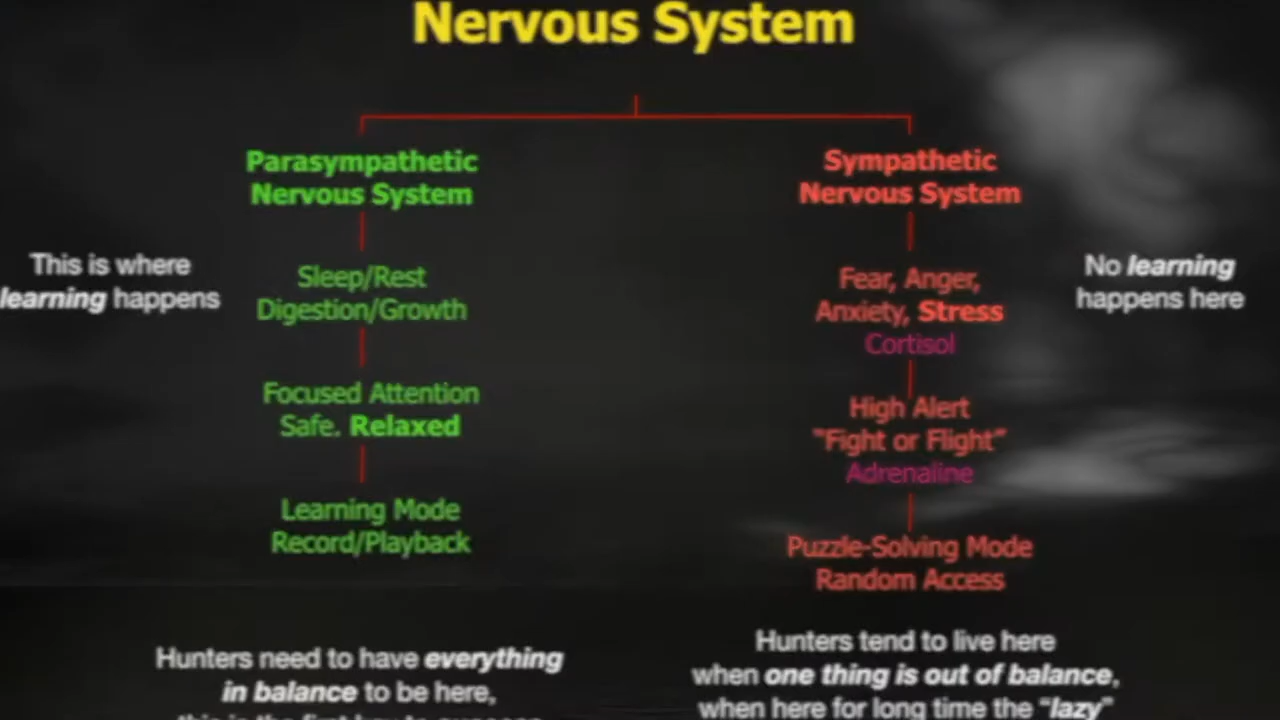 Nervous System
Parasympathetic
Nervous System
Sympathetic
Nervous System
This is where
learning happens
Sleep/Rest
Digestion/Growth
Fear, Anger,
Anxiety, Stress
Cortisol
No learning
happens here
Focused Attention
Safe. Relaxed
High Alert
"Fight or Flight"
Adrenaline
Learning Mode
Record/Playback
Puzzle-Solving Mode
Random Access
Hunters need to have everything
in balance to be here,
Hunters tend to live here
when one thing is out of balance,
when here for long time the "lazy"